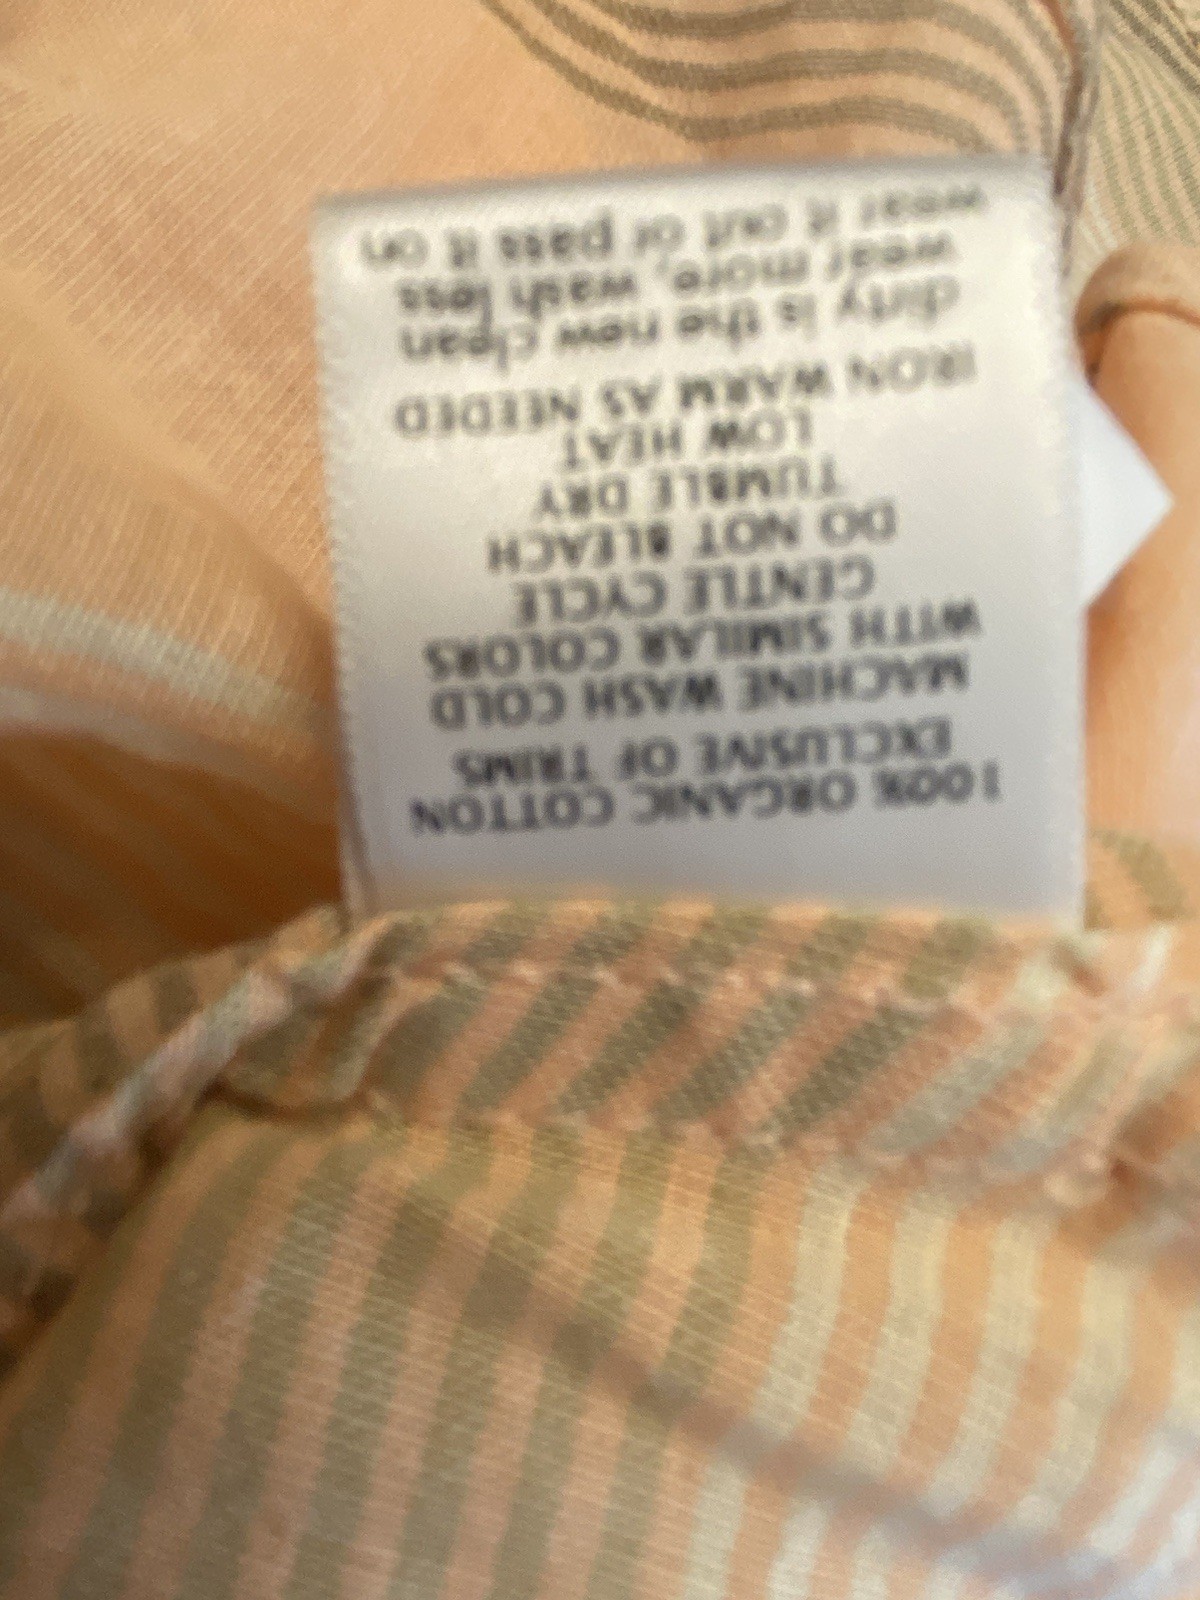 100% ORGANIC COTTON
EXCLUSIVE OF TRIMS
MACHINE WASH COLD
WITH SIMILAR COLORS
GENTLE CYCLE
DO NOT BLEACH
TUMBLE DRY
LOW HEAT
IRON WARM AS NEEDED
dirty is the new clean
wear more, wash less
wear it out or pass it on